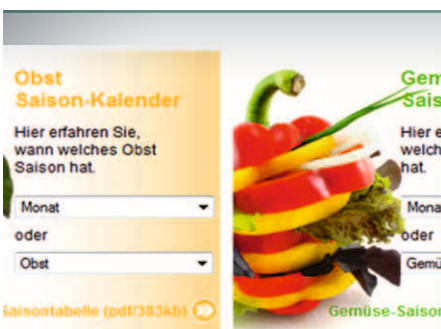 Obst
Saison-Kalender
Hier erfahren Sie,
wann welches Obst
Saison hat.
Monat
oder
Obst
Saisontabelle (pdf/383kb)
Gem
Sais
Hier e
welch
hat.
Mona
oder
Gemü
Gemüse-Saison